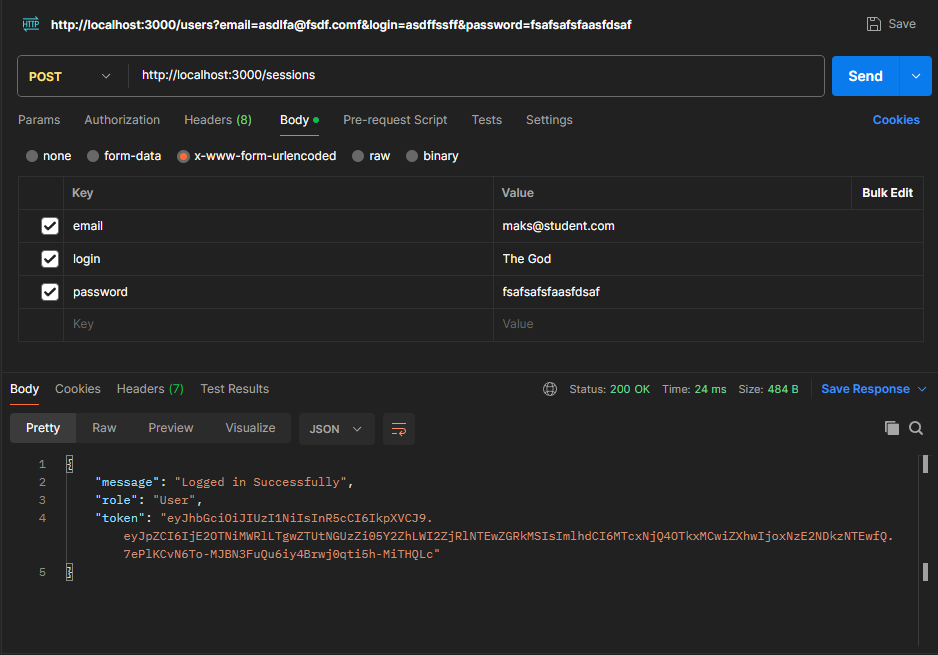 HTTP http://localhost:3000/users?email=asdlfa@fsdf.comf&login=asdffssff&password=fsafsafsfaasfdsaf Save
POST http://localhost:3000/sessions Send
Params Authorization Headers (8) Body Pre-request Script Tests Settings Cookies
none form-data x-www-form-urlencoded raw binary
Key Value Bulk Edit
email maks@student.com
login The God
password fsafsafsfaasfdsaf
Key Value
Body Cookies Headers (7) Test Results Status: 200 OK Time: 24 ms Size: 484 B Save Response
Pretty Raw Preview Visualize JSON
1 {
2 "message": "Logged in Successfully",
3 "role": "User",
4 "token": "eyJhbGciOiJIUzI1NiIsInR5cCI6IkpXVCJ9.
eyJpZCI6IjE2OTNiMWRlLTgwZTUtNGUzZi05Y2ZhLWI2ZjRlNTEwZGRkMSIsImlhdCI6MTcxNjQ4OTkxMCwiZXhwIjoxNzE2NDkzNTEwfQ.
7ePlKCvN6To-MJBN3FuQu6iy4Brwj0qti5h-MiTHQLc"
5 }